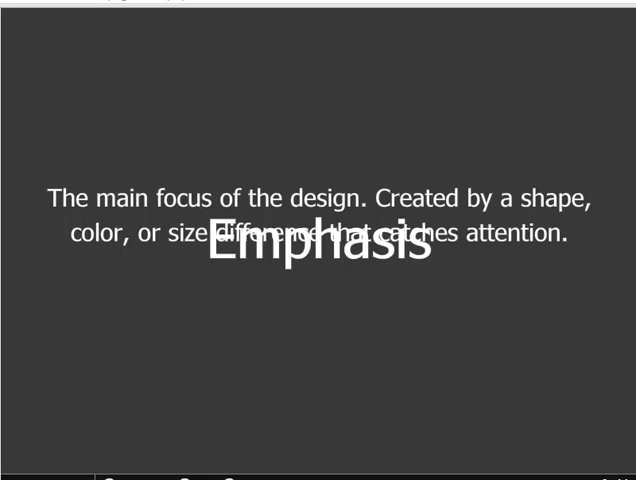 The main focus of the design. Created by a shape,
color, or size difference that catches attention.
Emphasis